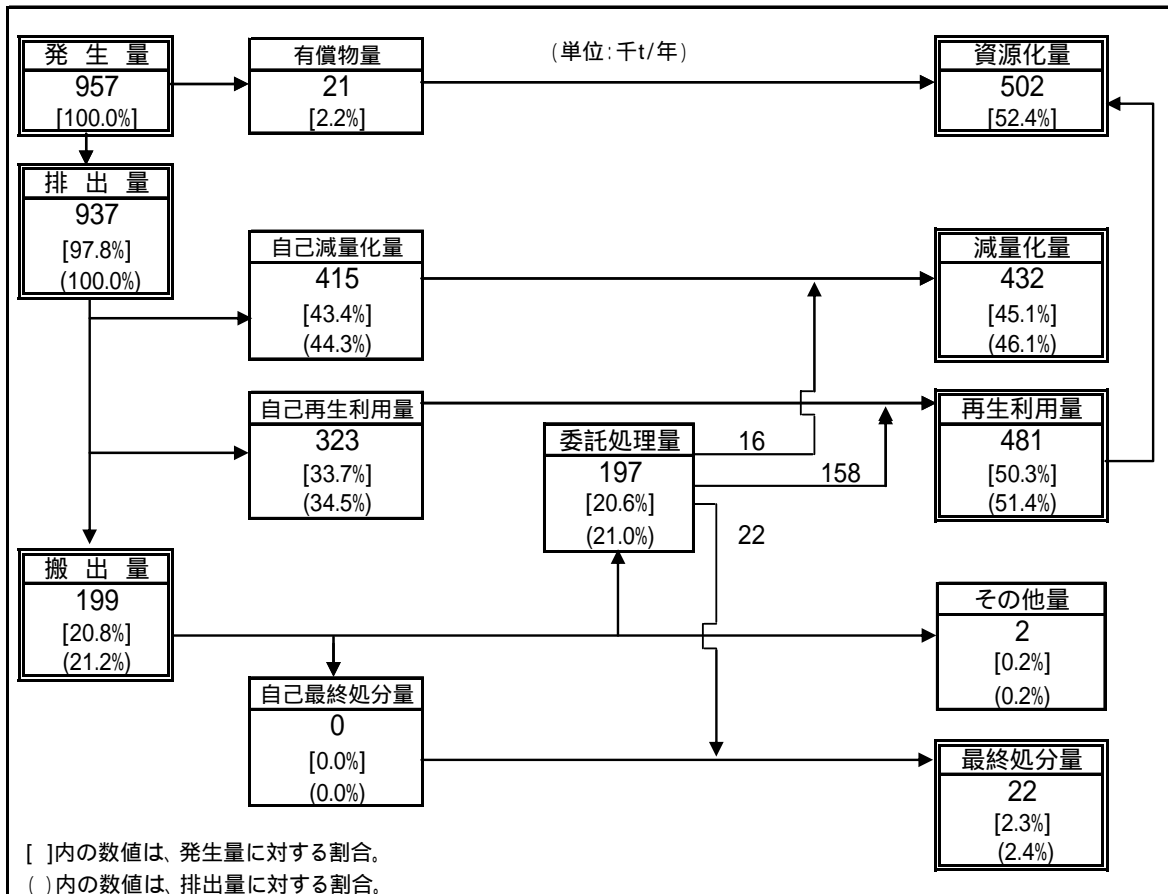 発 生 量
957
[100.0%]
有償物量
21
[2.2%]
(単位:千t/年)
資源化量
502
[52.4%]
排 出 量
937
[97.8%]
(100.0%)
自己減量化量
415
[43.4%]
(44.3%)
減量化量
432
[45.1%]
(46.1%)
自己再生利用量
323
[33.7%]
(34.5%)
委託処理量
197
[20.6%]
(21.0%)
16
158
22
再生利用量
481
[50.3%]
(51.4%)
搬 出 量
199
[20.8%]
(21.2%)
その他量
2
[0.2%]
(0.2%)
自己最終処分量
0
[0.0%]
(0.0%)
最終処分量
22
[2.3%]
(2.4%)
[ ]内の数値は、発生量に対する割合。
( )内の数値は、排出量に対する割合。